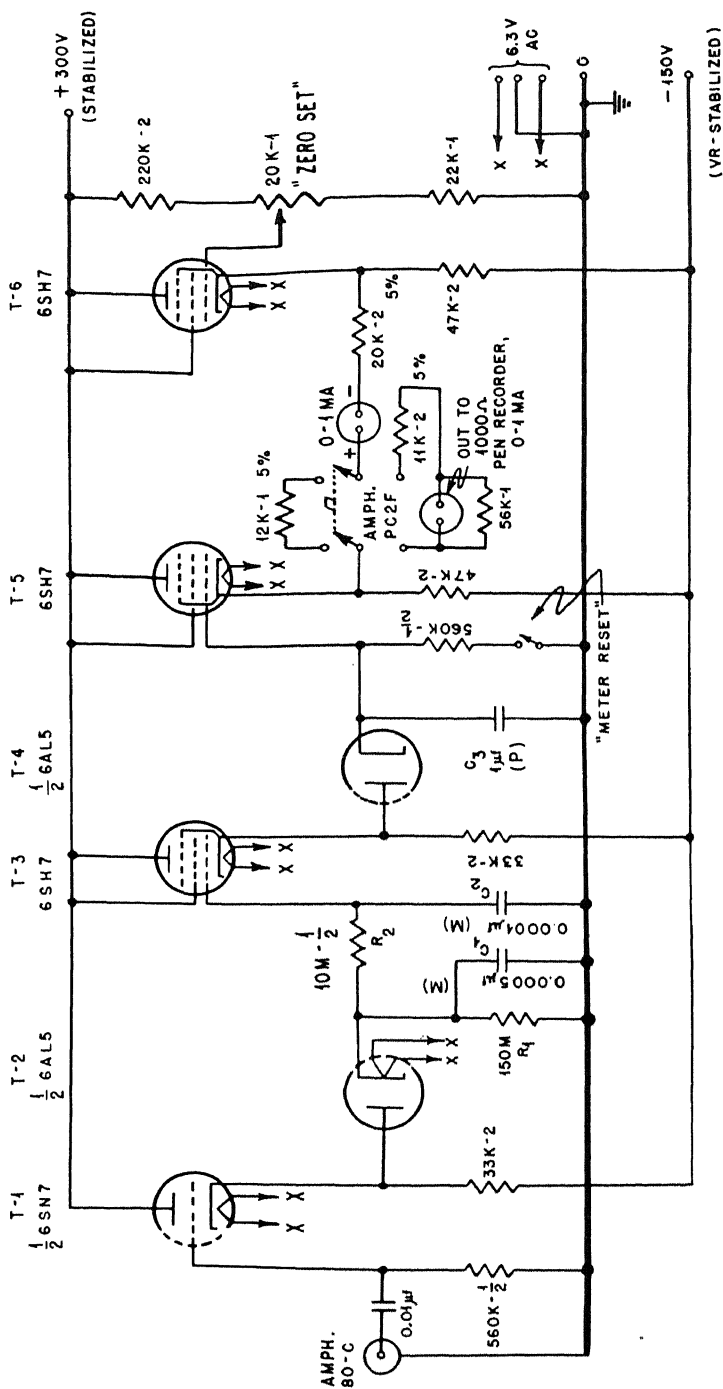 T-1
1/2 6SN7
T-2
1/2 6AL5
T-3
6SH7
T-4
1/2 6AL5
T-5
6SH7
T-6
6SH7
+ 300V
(STABILIZED)
220K-2
20K-1
"ZERO SET"
22K-1
X
X
X
X
X
X
X
X
X
X
12K-1 5%
0-1 MA
+
-
20K-2
5%
AMPH.
PC2F
11K-2
5%
OUT TO
1000Ω
PEN RECORDER,
0-1 MA
56K-1
47K-2
47K-2
560K-1/2
"METER RESET"
C3
1μf
(P)
33K-2
10M-1/2
R2
C2
0.0001μf
(M)
C1
0.0005μf
(M)
150M
R1
33K-2
AMPH.
80-C
0.01μf
560K-1/2
X
X
6.3V
AC
0
-150V
(VR-STABILIZED)